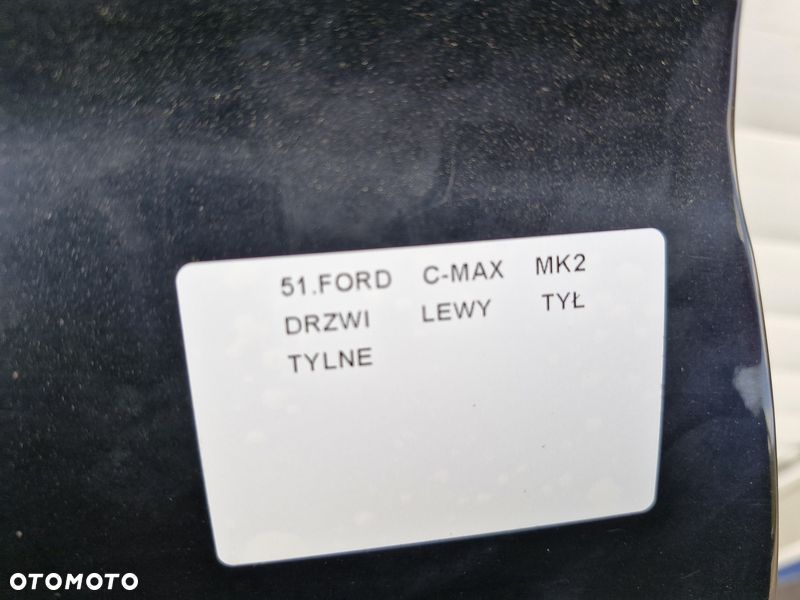 51.FORD C-MAX MK2
DRZWI LEWY TYŁ
TYLNE
OTOMOTO